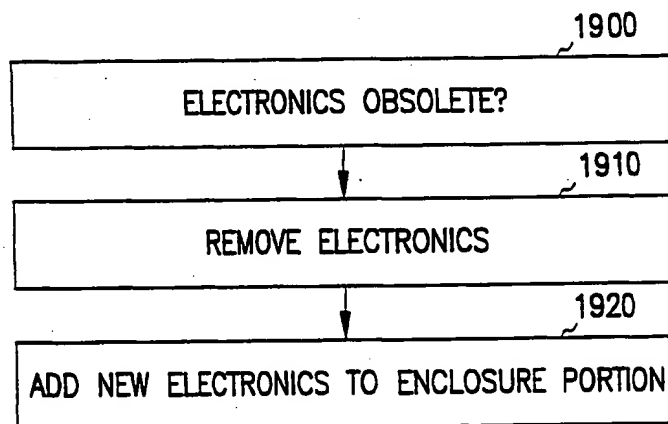 1900
ELECTRONICS OBSOLETE?
1910
REMOVE ELECTRONICS
1920
ADD NEW ELECTRONICS TO ENCLOSURE PORTION